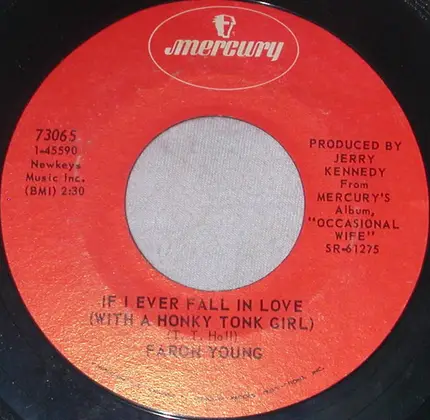 mercury
73065
1-45590
Newkeys
Music Inc.
(BMI) 2:30
PRODUCED BY
JERRY
KENNEDY
From
MERCURY'S
Album,
"OCCASIONAL
WIFE"
SR-61275
IF I EVER FALL IN LOVE
(WITH A HONKY TONK GIRL)
(T. T. Hall)
FARON YOUNG